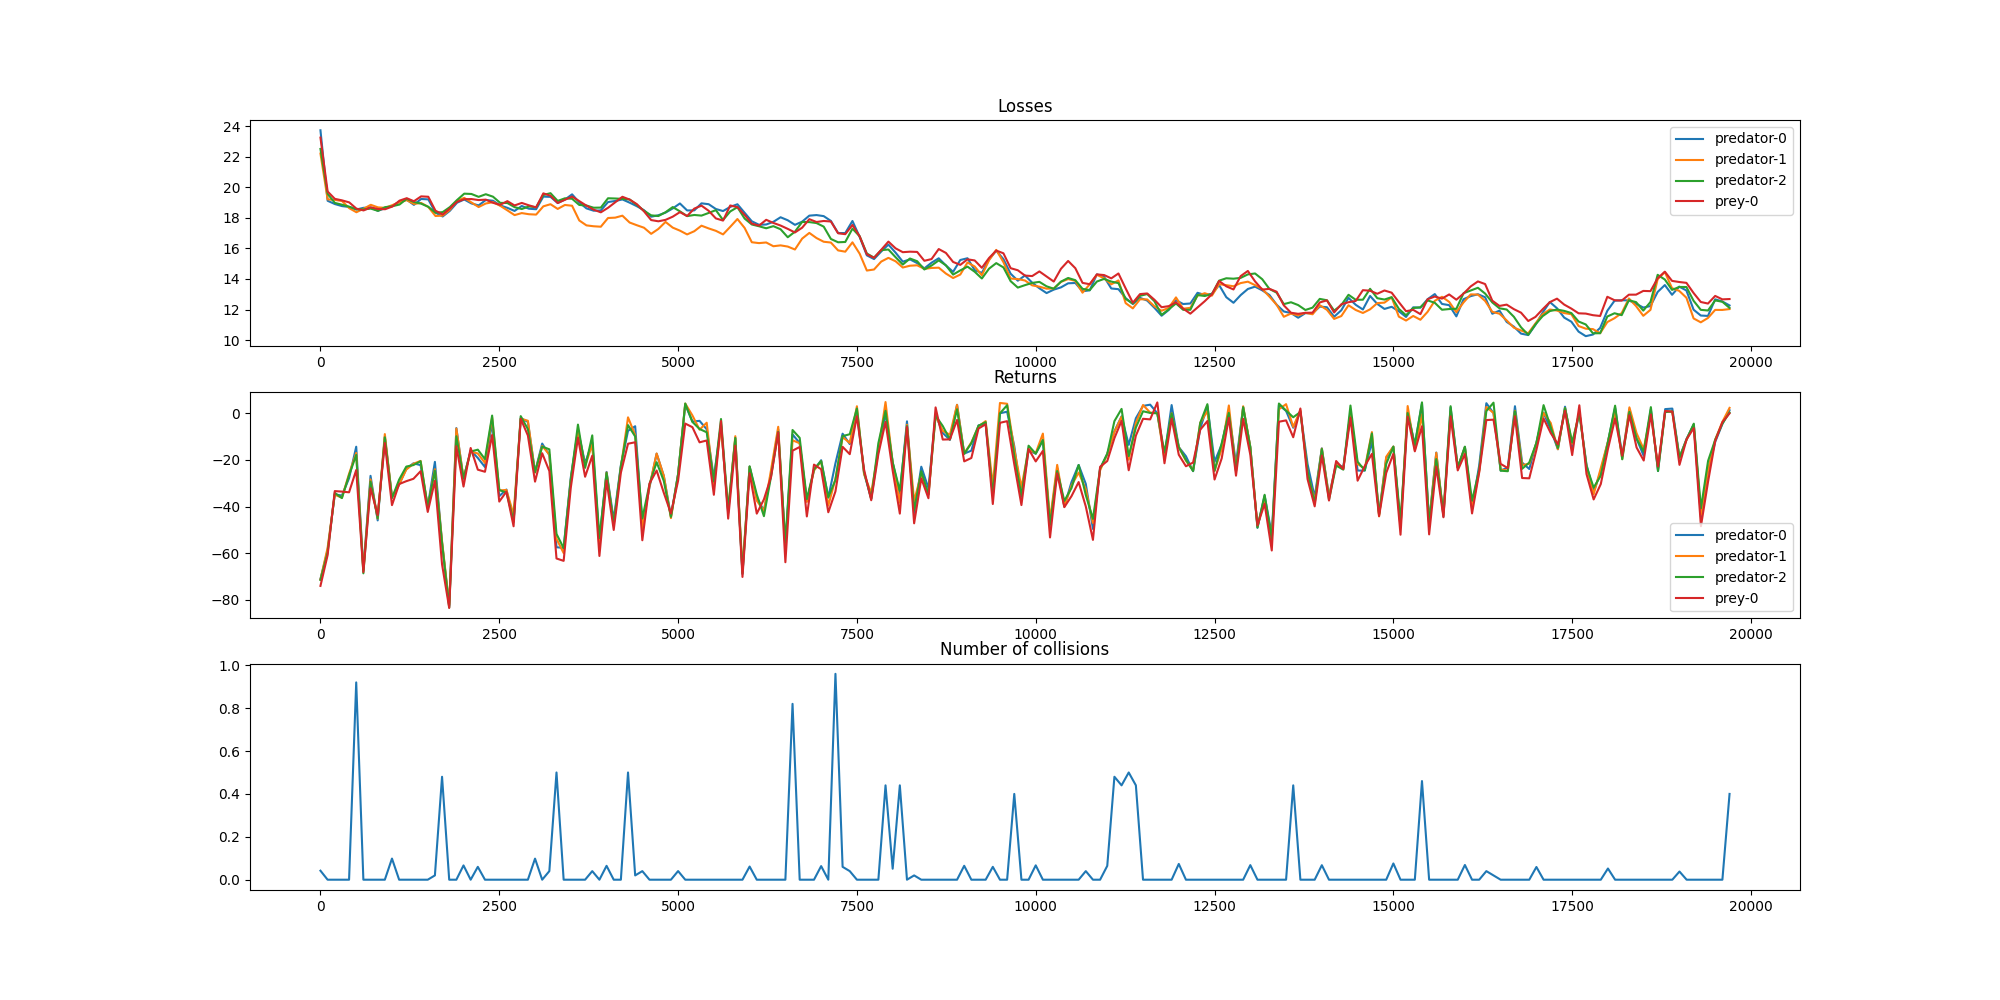 Losses
24
22
20
18
16
14
12
10
predator-0
predator-1
predator-2
prey-0
0 2500 5000 7500 10000 12500 15000 17500 20000
Returns
0
−20
−40
−60
−80
predator-0
predator-1
predator-2
prey-0
0 2500 5000 7500 10000 12500 15000 17500 20000
Number of collisions
1.0
0.8
0.6
0.4
0.2
0.0
0 2500 5000 7500 10000 12500 15000 17500 20000